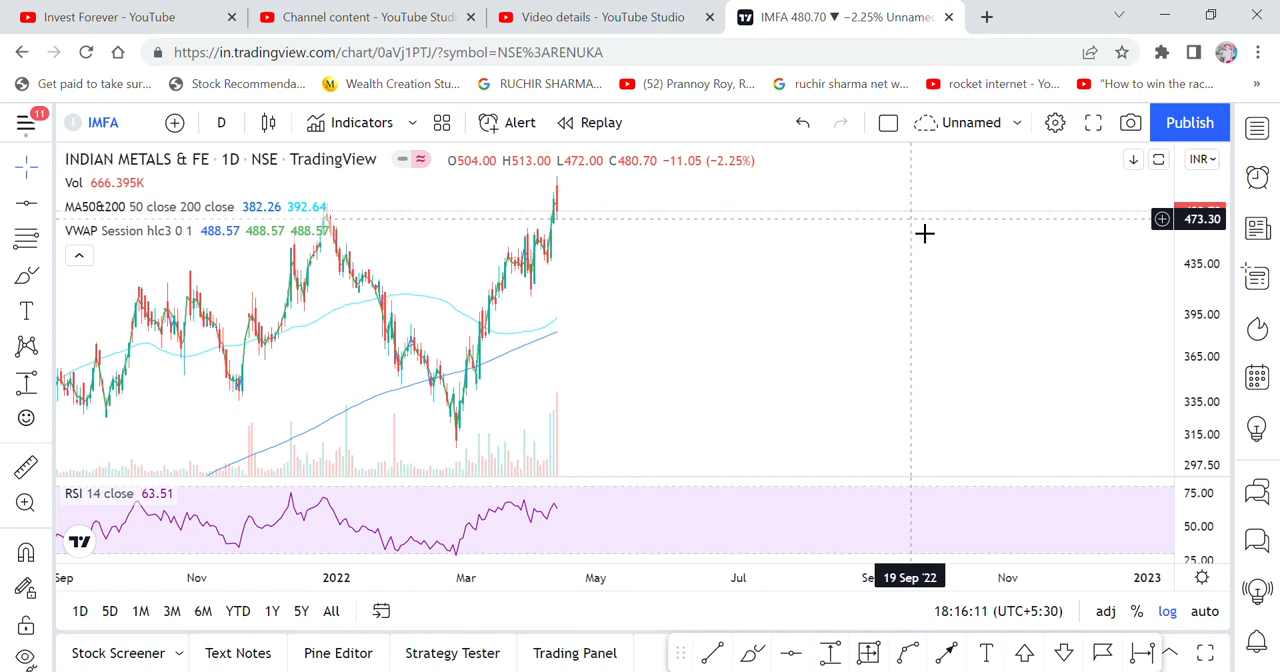 Invest Forever - YouTube
Channel content - YouTube Studi
Video details - YouTube Studio
IMFA 480.70 ▼ −2.25% Unname
https://in.tradingview.com/chart/0aVj1PTJ/?symbol=NSE%3ARENUKA
Get paid to take sur...
Stock Recommenda...
Wealth Creation Stu...
RUCHIR SHARMA...
(52) Prannoy Roy, R...
ruchir sharma net w...
rocket internet - Yo...
"How to win the rac...
»
11
IMFA
D
Indicators
Alert
Replay
Unnamed
Publish
INDIAN METALS & FE · 1D · NSE · TradingView
O504.00 H513.00 L472.00 C480.70 −11.05 (−2.25%)
INR
Vol 666.395K
MA50&200 50 close 200 close 382.26 392.64
VWAP Session hlc3 0 1 488.57 488.57 488.57
473.30
435.00
395.00
365.00
335.00
315.00
297.50
RSI 14 close 63.51
75.00
50.00
25.00
Sep Nov 2022 Mar May Jul Se 19 Sep '22 Nov 2023
1D 5D 1M 3M 6M YTD 1Y 5Y All
18:16:11 (UTC+5:30)
adj % log auto
Stock Screener
Text Notes
Pine Editor
Strategy Tester
Trading Panel